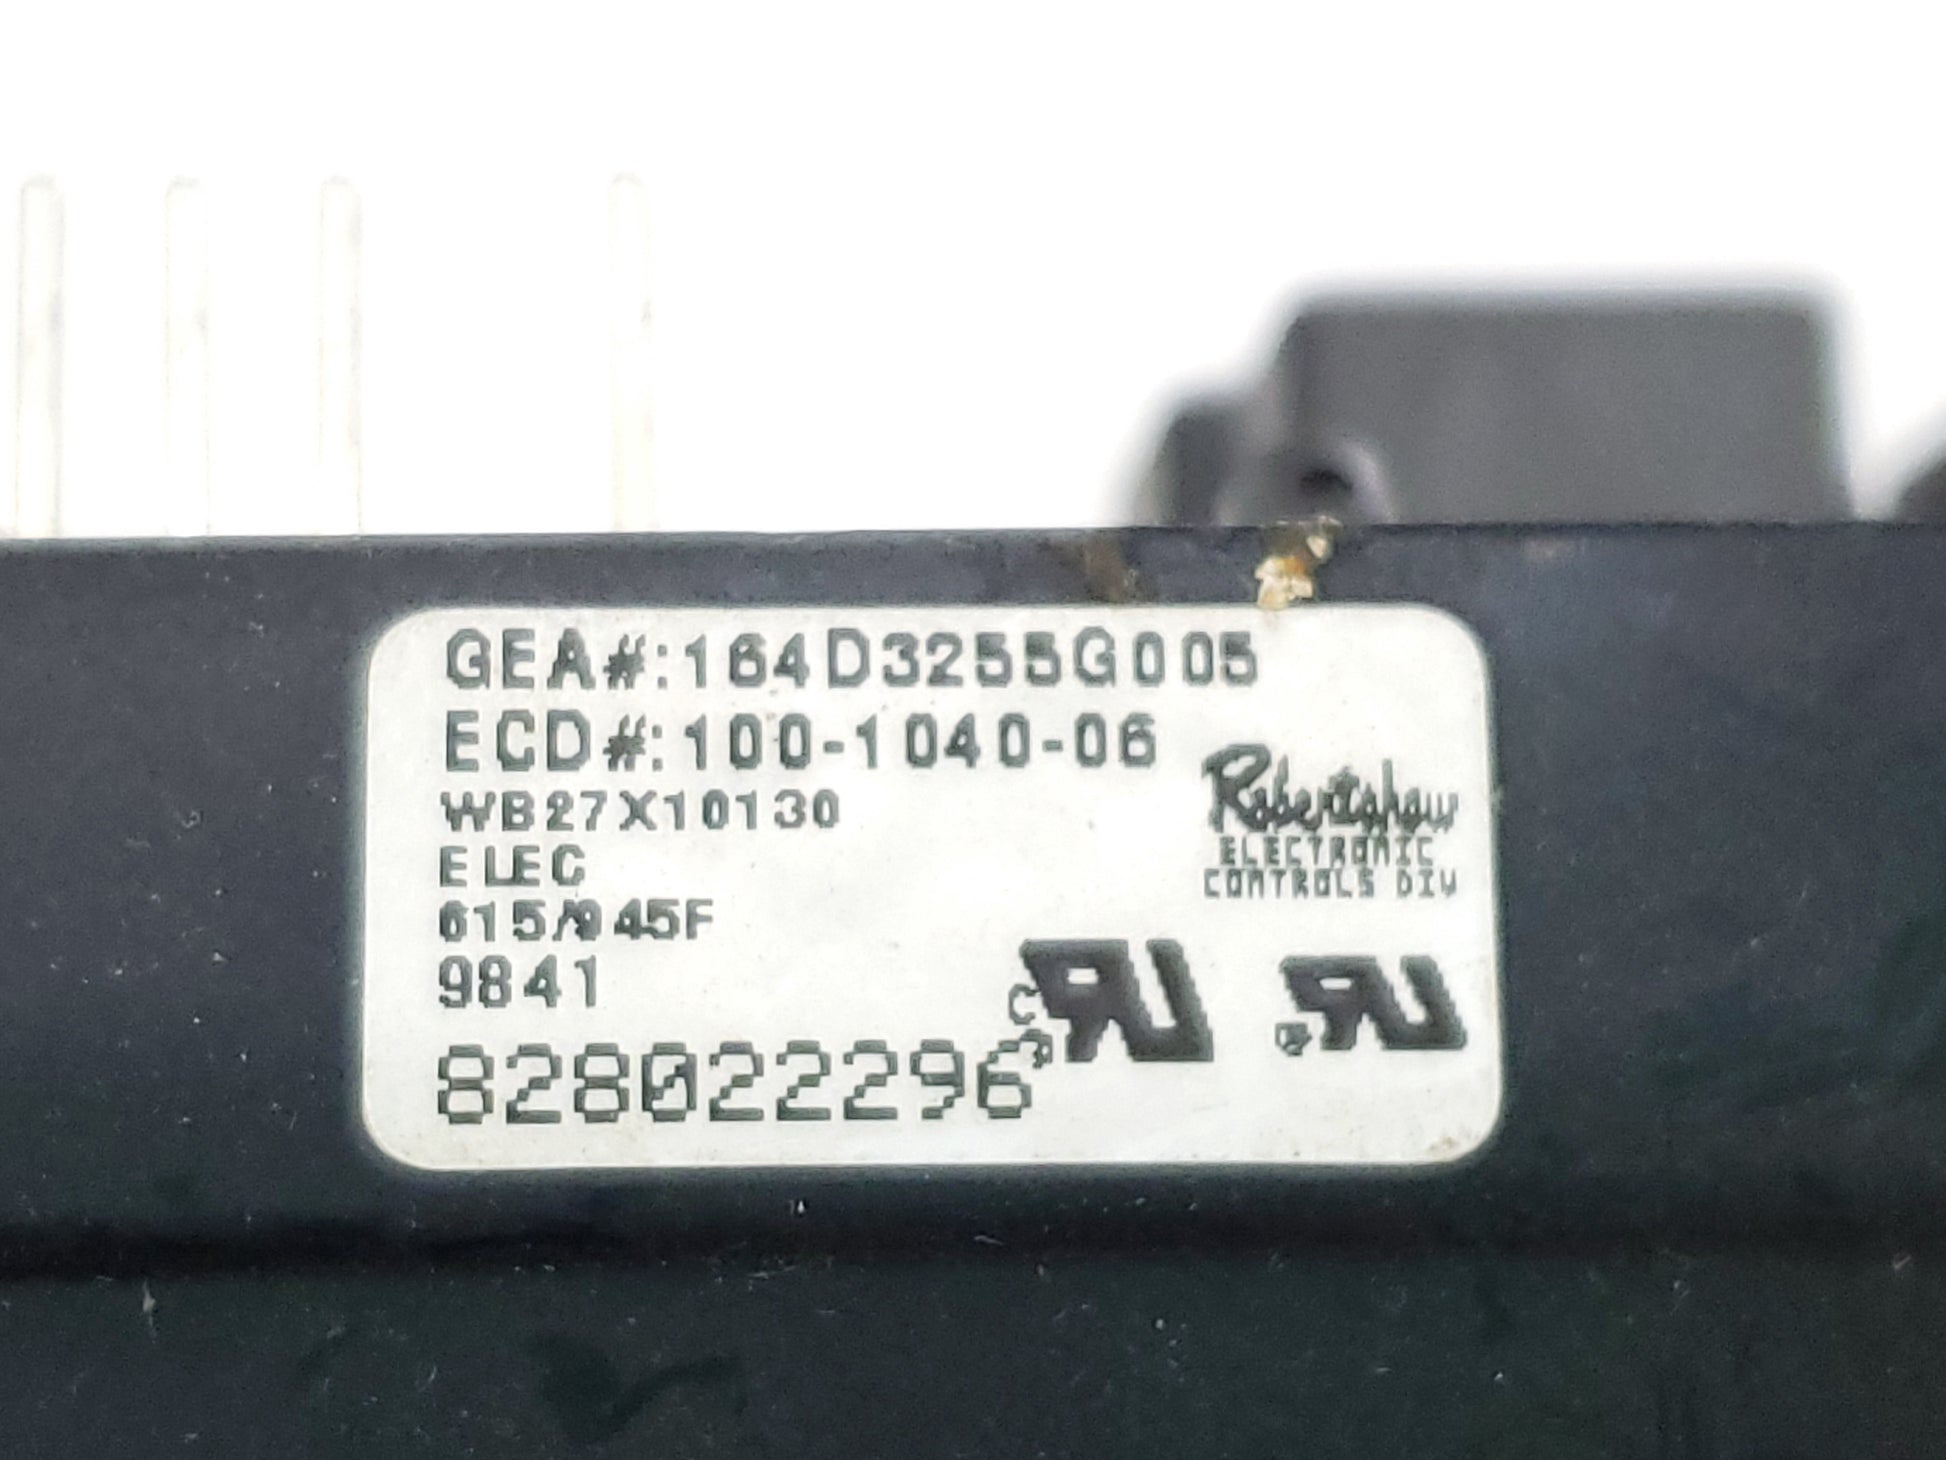 GEA#:164D3255G005
ECD#:100-1040-06
WB27X10130
ELEC
615/945F
9841
828022296
Robertshaw
ELECTRONIC
CONTROLS DIV